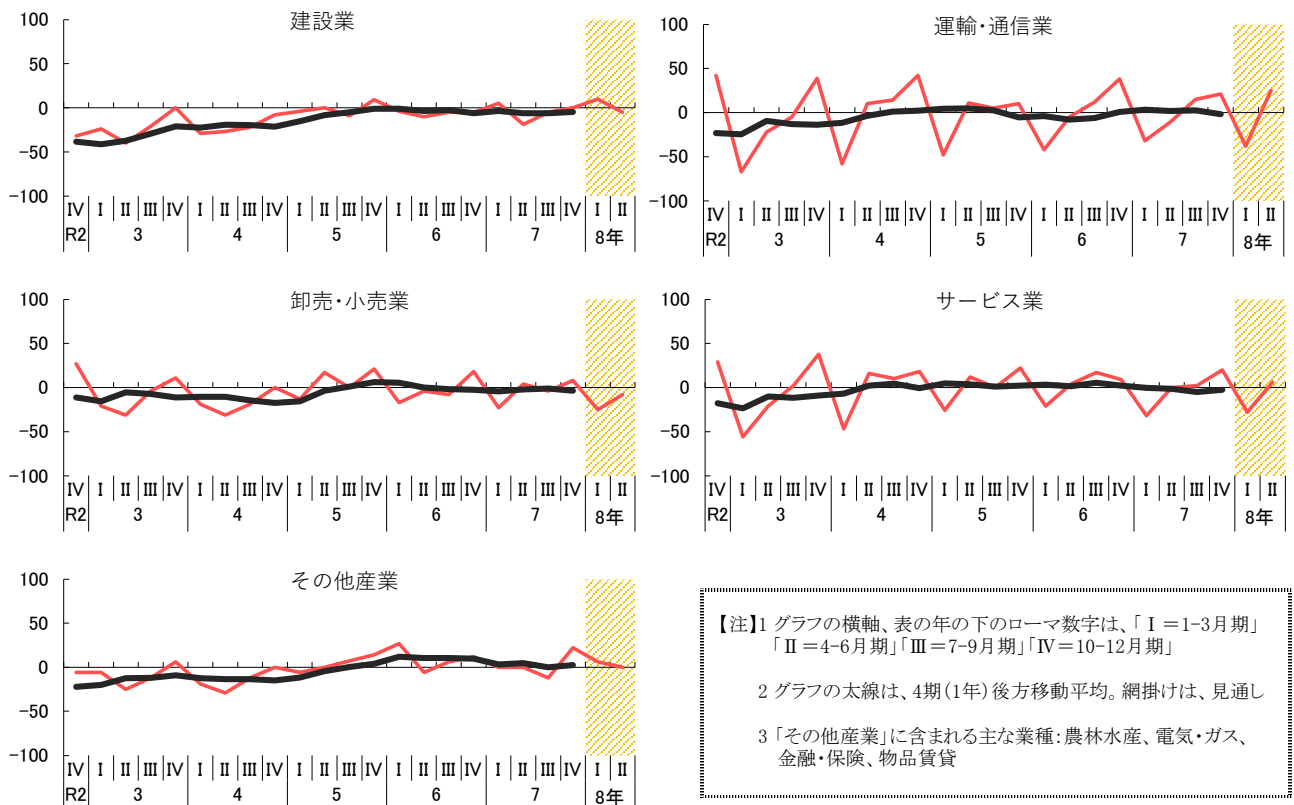 建設業
100
50
0
-50
-100
Ⅳ Ⅰ Ⅱ Ⅲ Ⅳ Ⅰ Ⅱ Ⅲ Ⅳ Ⅰ Ⅱ Ⅲ Ⅳ Ⅰ Ⅱ Ⅲ Ⅳ Ⅰ Ⅱ Ⅲ Ⅳ Ⅰ Ⅱ
R2 3 4 5 6 7 8年
運輸・通信業
100
50
0
-50
-100
Ⅳ Ⅰ Ⅱ Ⅲ Ⅳ Ⅰ Ⅱ Ⅲ Ⅳ Ⅰ Ⅱ Ⅲ Ⅳ Ⅰ Ⅱ Ⅲ Ⅳ Ⅰ Ⅱ Ⅲ Ⅳ Ⅰ Ⅱ
R2 3 4 5 6 7 8年
卸売・小売業
100
50
0
-50
-100
Ⅳ Ⅰ Ⅱ Ⅲ Ⅳ Ⅰ Ⅱ Ⅲ Ⅳ Ⅰ Ⅱ Ⅲ Ⅳ Ⅰ Ⅱ Ⅲ Ⅳ Ⅰ Ⅱ Ⅲ Ⅳ Ⅰ Ⅱ
R2 3 4 5 6 7 8年
サービス業
100
50
0
-50
-100
Ⅳ Ⅰ Ⅱ Ⅲ Ⅳ Ⅰ Ⅱ Ⅲ Ⅳ Ⅰ Ⅱ Ⅲ Ⅳ Ⅰ Ⅱ Ⅲ Ⅳ Ⅰ Ⅱ Ⅲ Ⅳ Ⅰ Ⅱ
R2 3 4 5 6 7 8年
その他産業
100
50
0
-50
-100
Ⅳ Ⅰ Ⅱ Ⅲ Ⅳ Ⅰ Ⅱ Ⅲ Ⅳ Ⅰ Ⅱ Ⅲ Ⅳ Ⅰ Ⅱ Ⅲ Ⅳ Ⅰ Ⅱ Ⅲ Ⅳ Ⅰ Ⅱ
R2 3 4 5 6 7 8年
【注】1 グラフの横軸、表の年の下のローマ数字は、「Ⅰ＝1-3月期」
「Ⅱ＝4-6月期」「Ⅲ＝7-9月期」「Ⅳ＝10-12月期」
2 グラフの太線は、4期(1年)後方移動平均。網掛けは、見通し
3 「その他産業」に含まれる主な業種：農林水産、電気・ガス、
金融・保険、物品賃貸